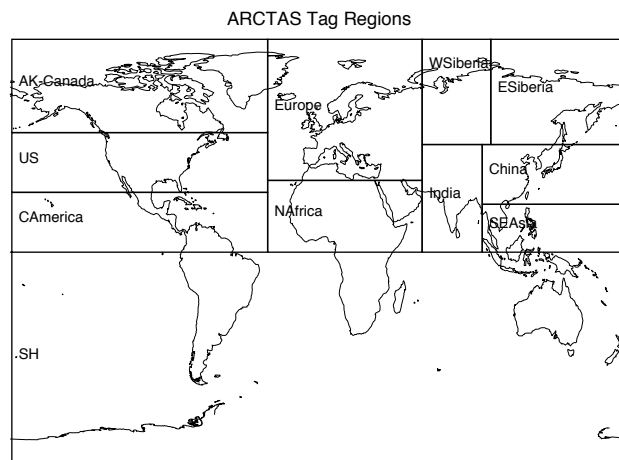 ARCTAS Tag Regions
AK-Canada
Europe
WSiberia
ESiberia
US
China
CAmerica
NAfrica
India
SEAsia
SH